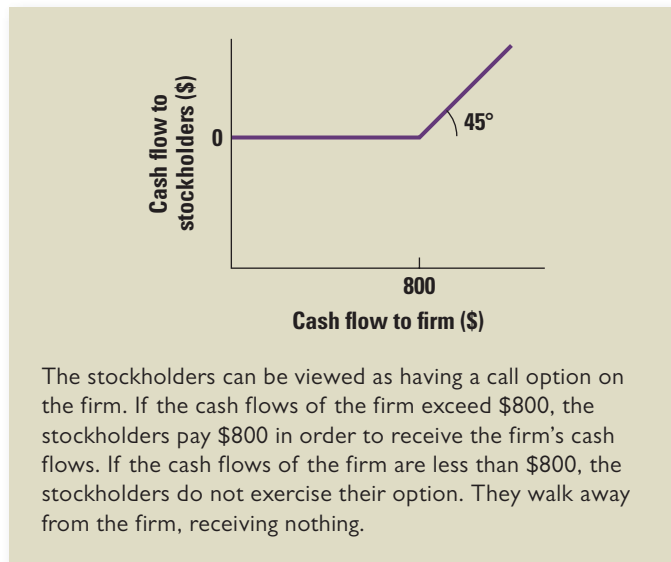 Cash flow to
stockholders ($)
0
45°
800
Cash flow to firm ($)
The stockholders can be viewed as having a call option on
the firm. If the cash flows of the firm exceed $800, the
stockholders pay $800 in order to receive the firm’s cash
flows. If the cash flows of the firm are less than $800, the
stockholders do not exercise their option. They walk away
from the firm, receiving nothing.